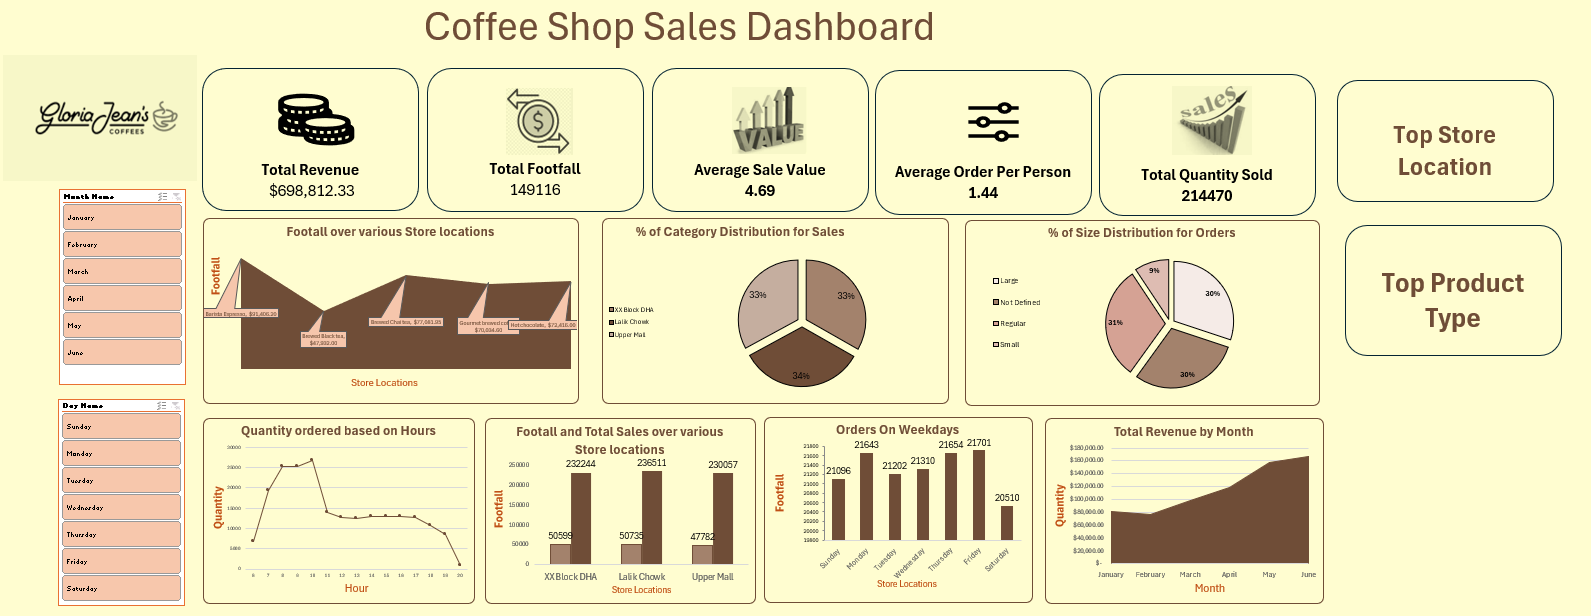 Coffee Shop Sales Dashboard
Gloria Jean's
COFFEES
Total Revenue
$698,812.33
Total Footfall
149116
VALUE
Average Sale Value
4.69
Average Order Per Person
1.44
sales
Total Quantity Sold
214470
Top Store
Location
Top Product
Type
Month Name
January
February
March
April
May
June
Day Name
Sunday
Monday
Tuesday
Wednesday
Thursday
Friday
Saturday
Footall over various Store locations
Footfall
Barista Espresso, $91,406.20
Brewed Black tea,
$47,932.00
Brewed Chai tea, $77,081.95
Gourmet brewed co
$70,034.60
Hot chocolate, $72,416.00
Store Locations
% of Category Distribution for Sales
XX Block DHA
Lalik Chowk
Upper Mall
33%
33%
34%
% of Size Distribution for Orders
Large
Not Defined
Regular
Small
9%
30%
31%
30%
Quantity ordered based on Hours
Quantity
30000
25000
20000
15000
10000
5000
0
6 7 8 9 10 11 12 13 14 15 16 17 18 19 20
Hour
Footall and Total Sales over various
Store locations
Footfall
250000
200000
150000
100000
50000
0
232244
236511
230057
50599
50735
47782
XX Block DHA
Lalik Chowk
Upper Mall
Store Locations
Orders On Weekdays
Footfall
21800
21600
21400
21200
21000
20800
20600
20400
20200
20000
19800
21096
21643
21202
21310
21654
21701
20510
Sunday
Monday
Tuesday
Wednesday
Thursday
Friday
Saturday
Store Locations
Total Revenue by Month
Quantity
$180,000.00
$160,000.00
$140,000.00
$120,000.00
$100,000.00
$80,000.00
$60,000.00
$40,000.00
$20,000.00
$-
January February March April May June
Month